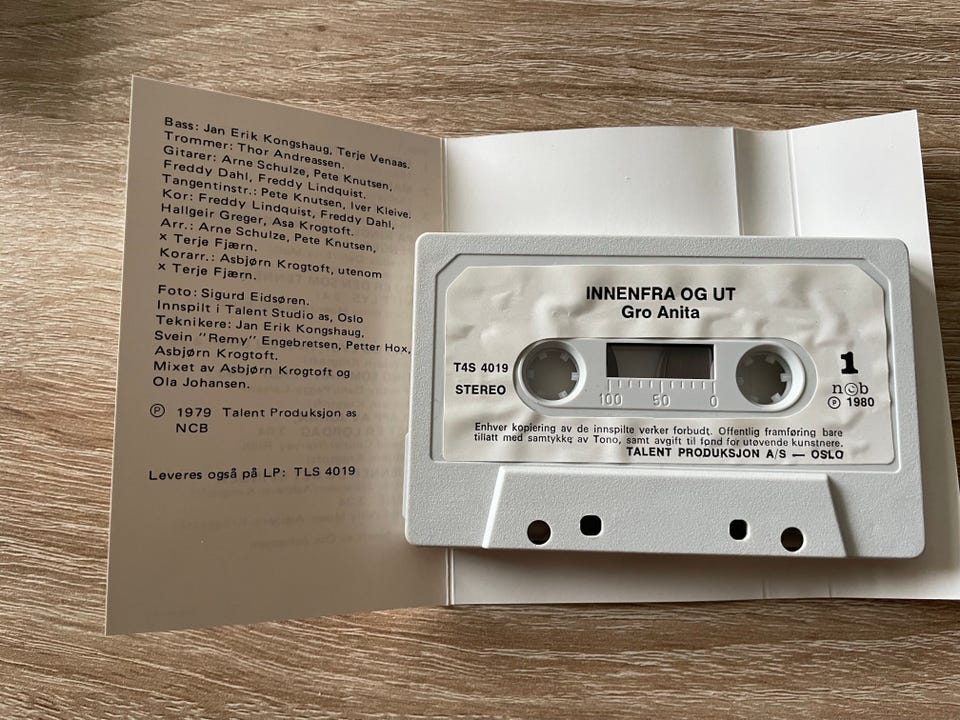 Bass: Jan Erik Kongshaug, Terje Venaas.
Trommer: Thor Andreassen.
Gitarer: Arne Schulze, Pete Knutsen,
Freddy Dahl, Freddy Lindquist.
Tangentinstr.: Pete Knutsen, Iver Kleive.
Kor: Freddy Lindquist, Freddy Dahl,
Hallgeir Greger, Asa Krogtoft.
Arr.: Arne Schulze, Pete Knutsen,
x Terje Fjærn.
Korarr.: Asbjørn Krogtoft, utenom
x Terje Fjærn.
Foto: Sigurd Eidsøren.
Innspilt i Talent Studio as, Oslo
Teknikere: Jan Erik Kongshaug,
Svein "Remy" Engebretsen, Petter Hox,
Asbjørn Krogtoft.
Mixet av Asbjørn Krogtoft og
Ola Johansen.
℗ 1979 Talent Produksjon as
NCB
Leveres også på LP: TLS 4019
INNENFRA OG UT
Gro Anita
T4S 4019
STEREO
100 50 0
1
n©b
℗ 1980
Enhver kopiering av de innspilte verker forbudt. Offentlig framføring bare
tillatt med samtykke av Tono, samt avgift til fond for utøvende kunstnere.
TALENT PRODUKSJON A/S — OSLO